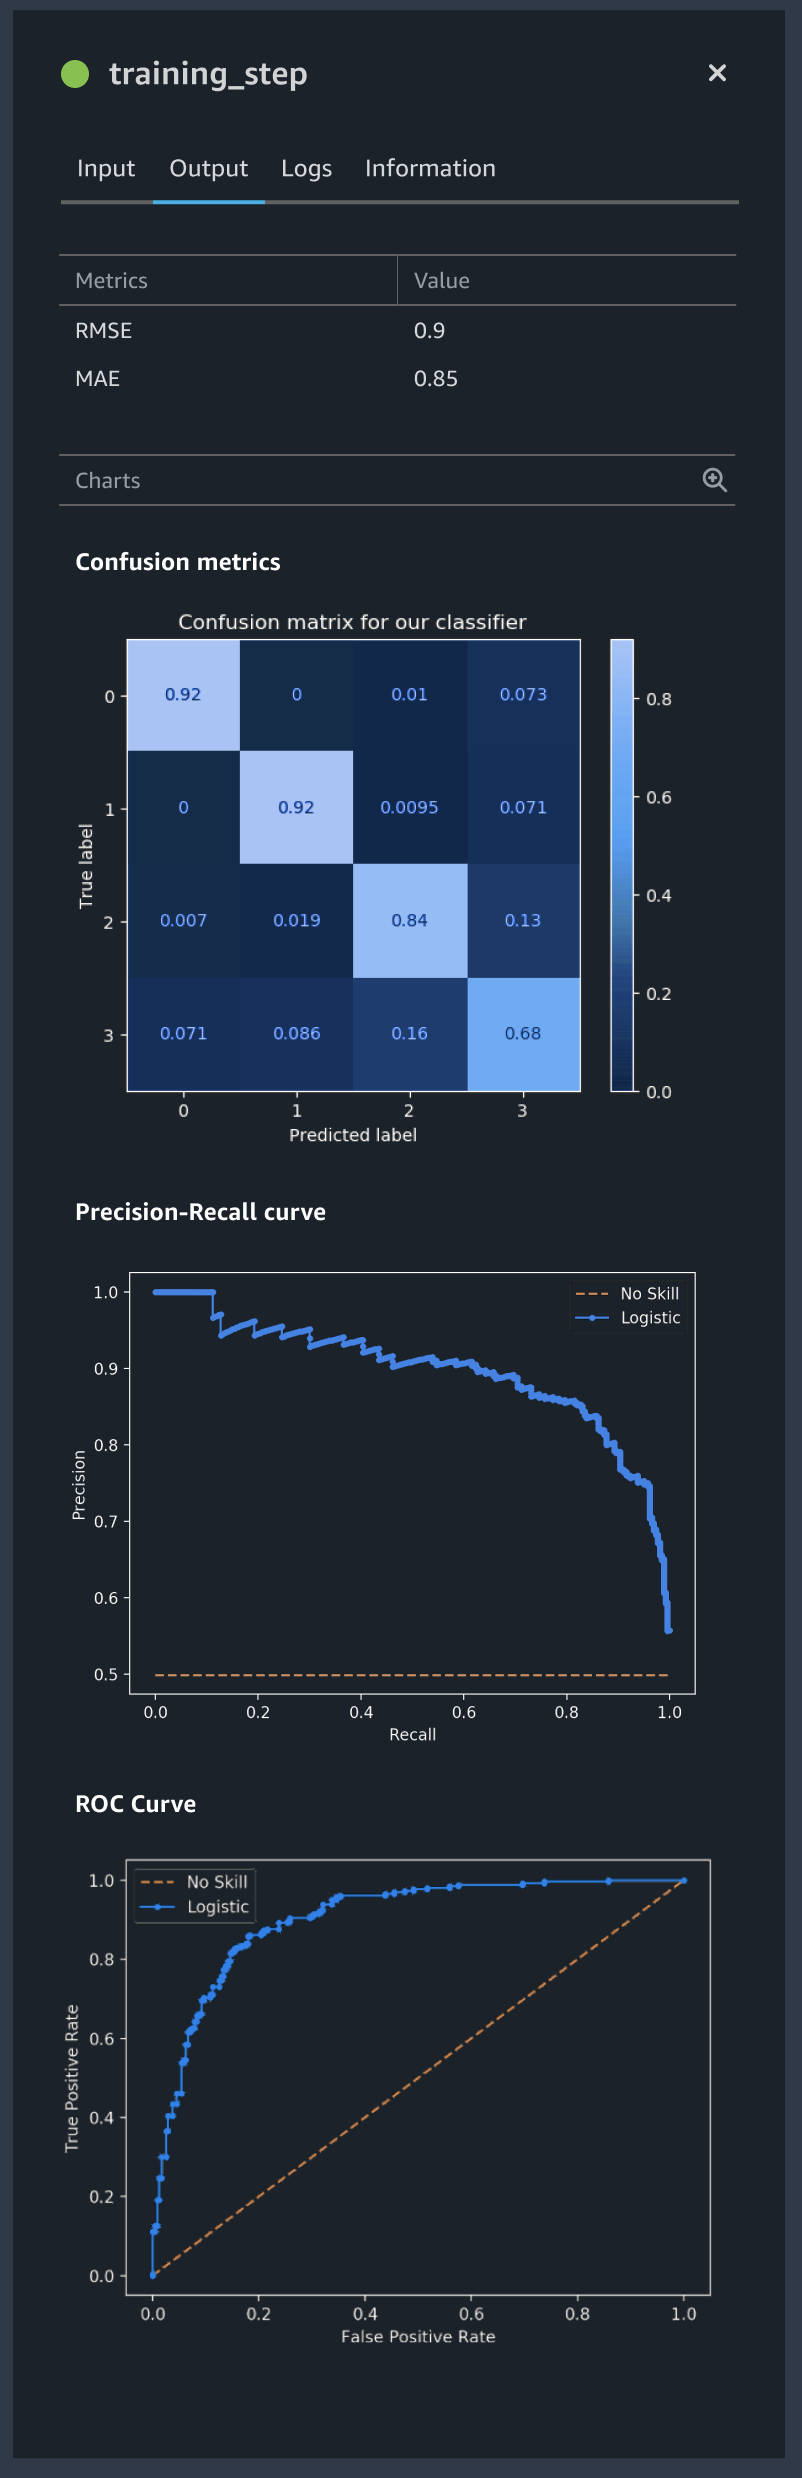 training_step
Input Output Logs Information
Metrics Value
RMSE 0.9
MAE 0.85
Charts
Confusion metrics
Confusion matrix for our classifier
0 0.92 0 0.01 0.073
1 0 0.92 0.0095 0.071
2 0.007 0.019 0.84 0.13
3 0.071 0.086 0.16 0.68
True label
0 1 2 3
Predicted label
0.8
0.6
0.4
0.2
0.0
Precision-Recall curve
No Skill
Logistic
1.0
0.9
0.8
0.7
0.6
0.5
Precision
0.0 0.2 0.4 0.6 0.8 1.0
Recall
ROC Curve
No Skill
Logistic
1.0
0.8
0.6
0.4
0.2
0.0
True Positive Rate
0.0 0.2 0.4 0.6 0.8 1.0
False Positive Rate